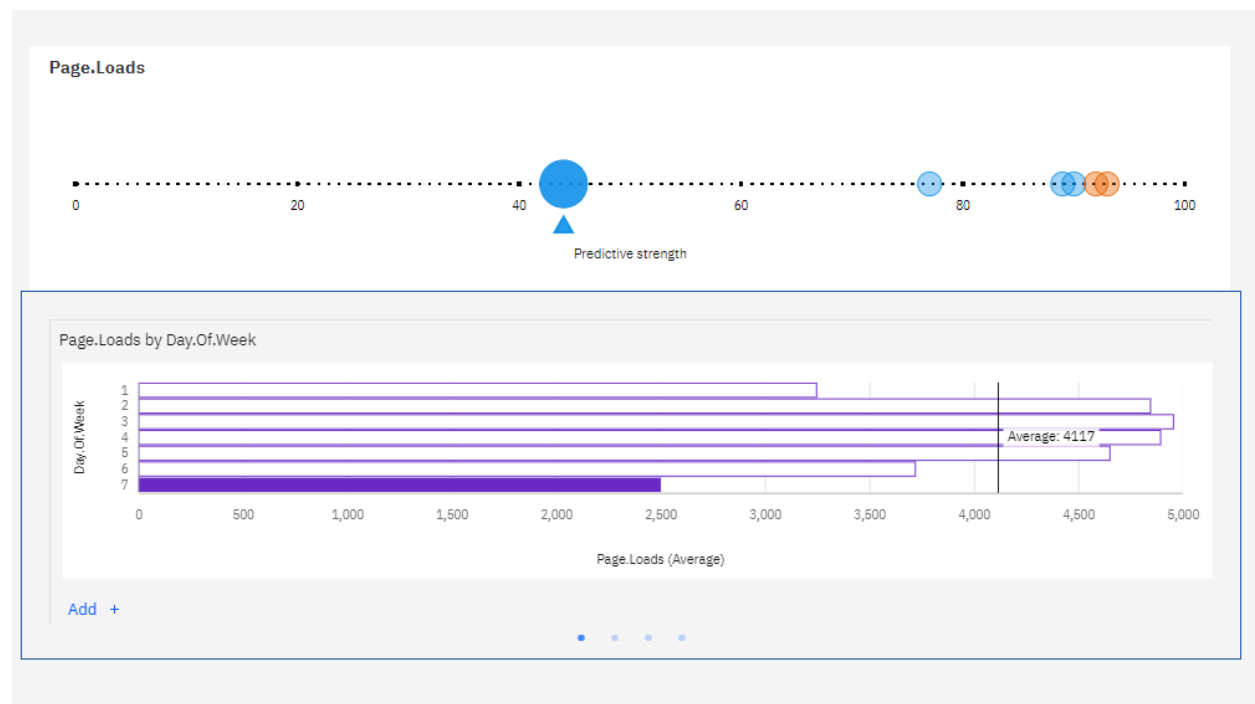 Page.Loads
0 20 40 60 80 100
Predictive strength
Page.Loads by Day.Of.Week
Day.Of.Week
1
2
3
4
5
6
7
Average: 4117
0 500 1,000 1,500 2,000 2,500 3,000 3,500 4,000 4,500 5,000
Page.Loads (Average)
Add +